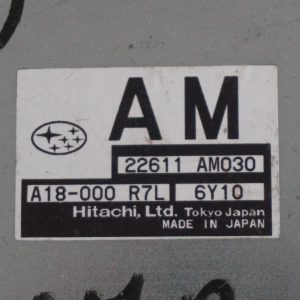 AM
22611 AM030
A18-000 R7L 6Y10
Hitachi, Ltd. Tokyo Japan
MADE IN JAPAN